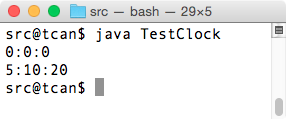 src — bash — 29×5
src@tcan$ java TestClock
0:0:0
5:10:20
src@tcan$